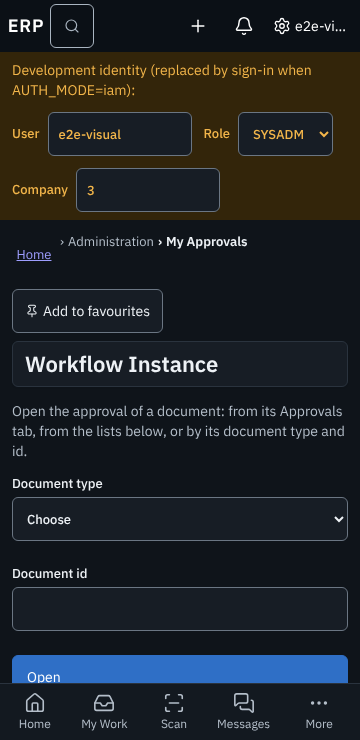 ERP
e2e-vi...
Development identity (replaced by sign-in when
AUTH_MODE=iam):
User e2e-visual Role SYSADM
Company 3
Home › Administration › My Approvals
Add to favourites
Workflow Instance
Open the approval of a document: from its Approvals
tab, from the lists below, or by its document type and
id.
Document type
Choose
Document id
Open
Home My Work Scan Messages More